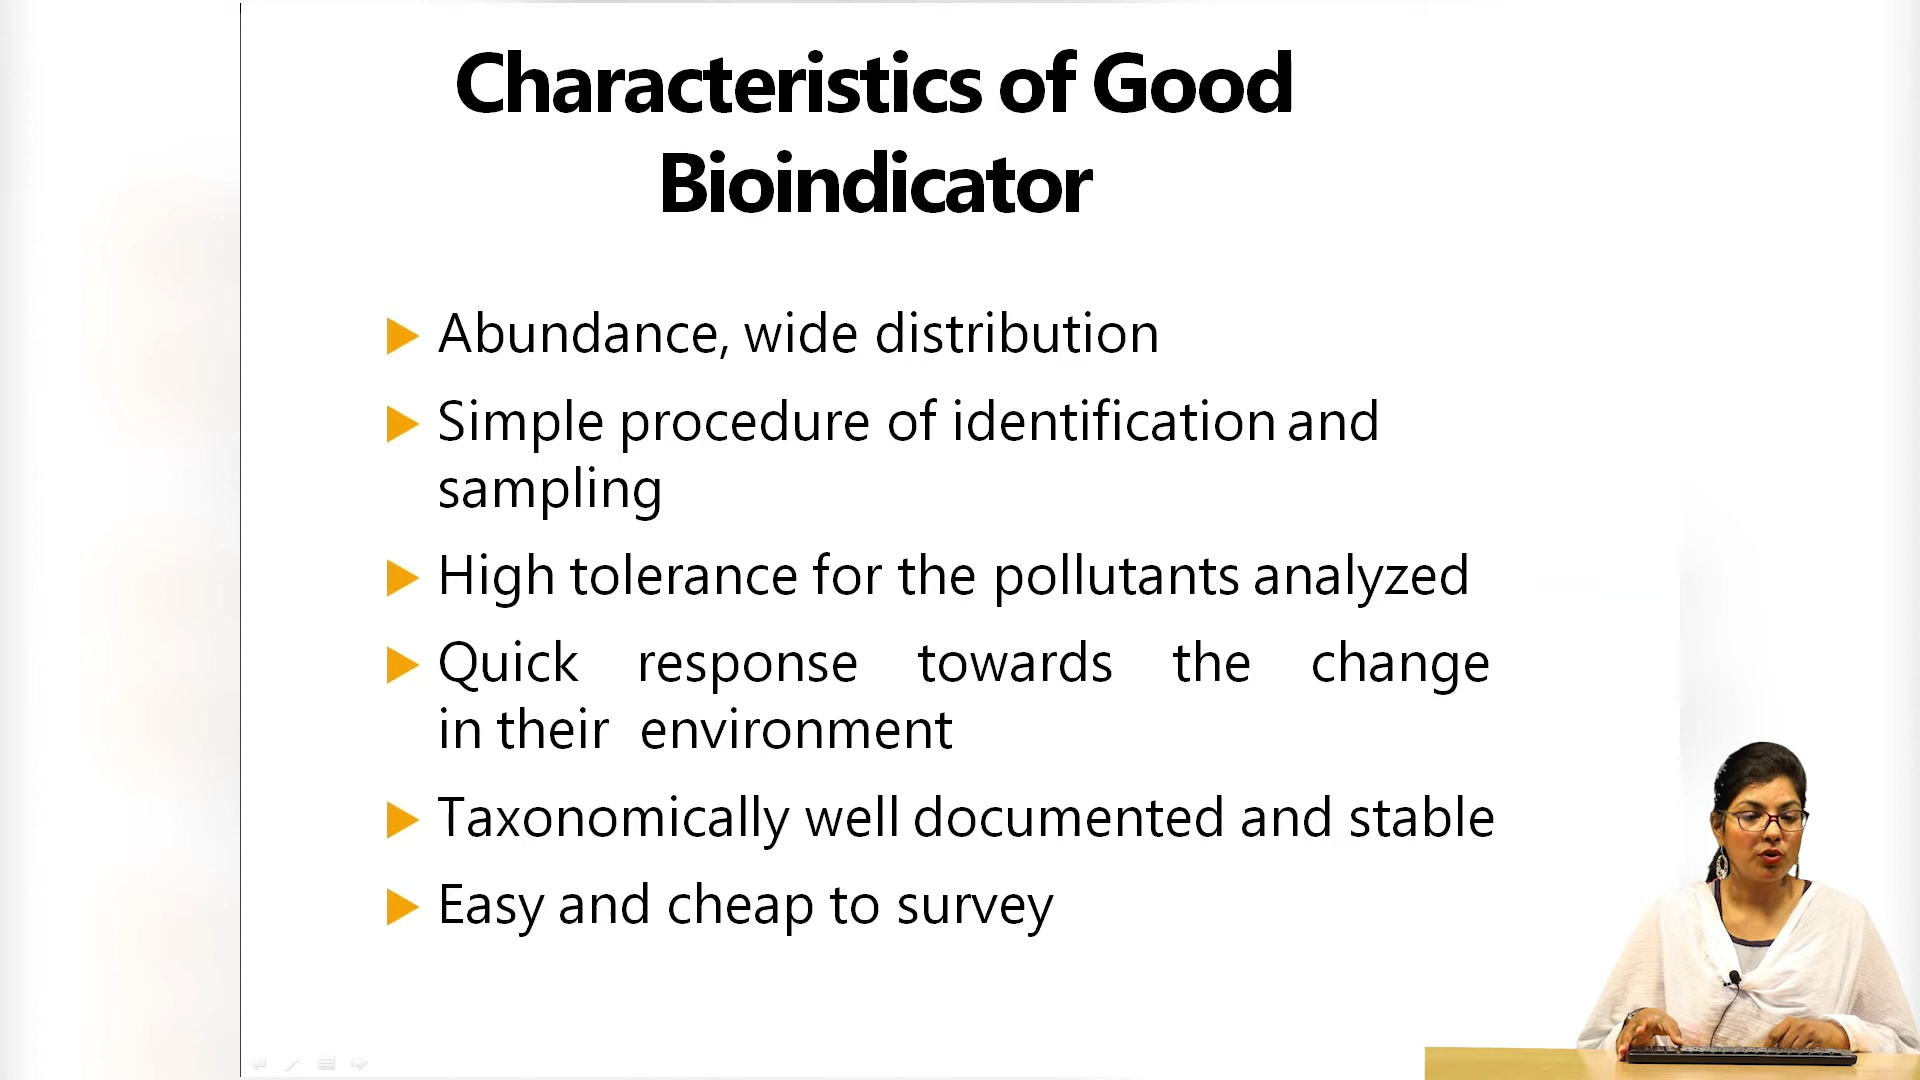 Characteristics of Good
Bioindicator
Abundance, wide distribution
Simple procedure of identification and
sampling
High tolerance for the pollutants analyzed
Quick response towards the change
in their environment
Taxonomically well documented and stable
Easy and cheap to survey